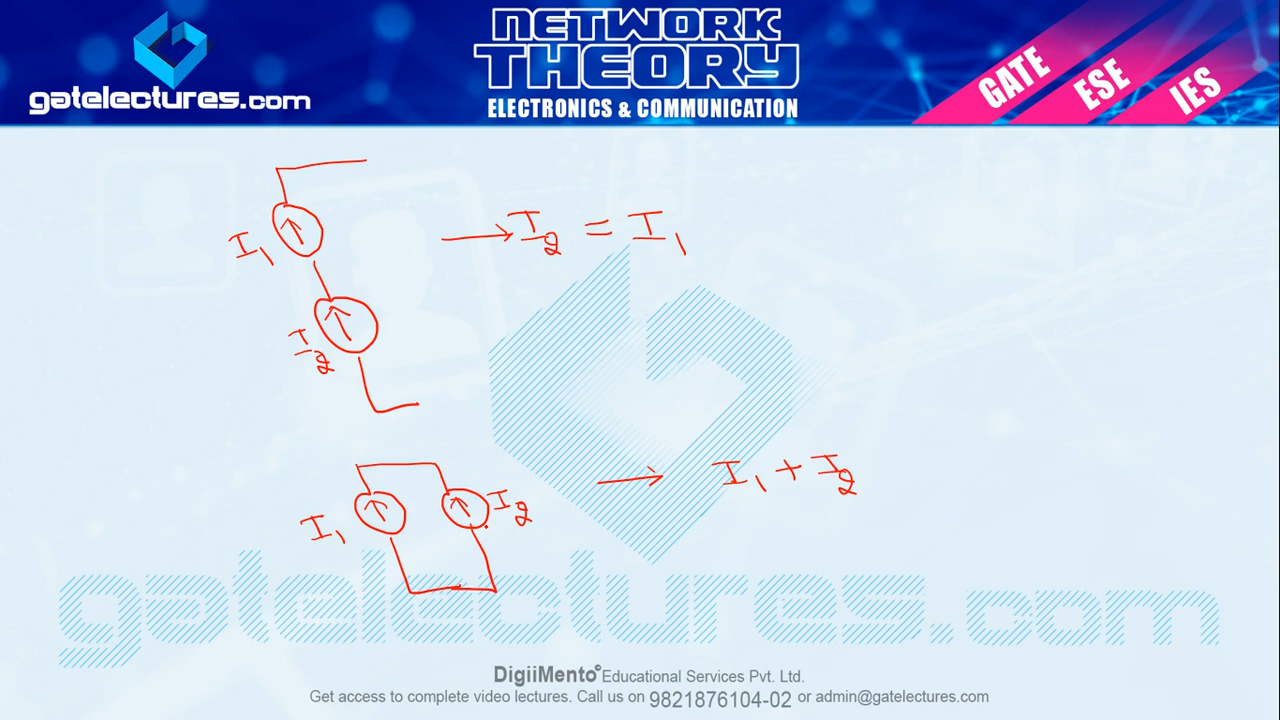 NETWORK
THEORY
ELECTRONICS & COMMUNICATION
gatelectures.com
GATE
ESE
IES
I1
I2
→ I2 = I1
I1
I2
→ I1 + I2
gatelectures.com
DigiiMento© Educational Services Pvt. Ltd.
Get access to complete video lectures. Call us on 9821876104-02 or admin@gatelectures.com